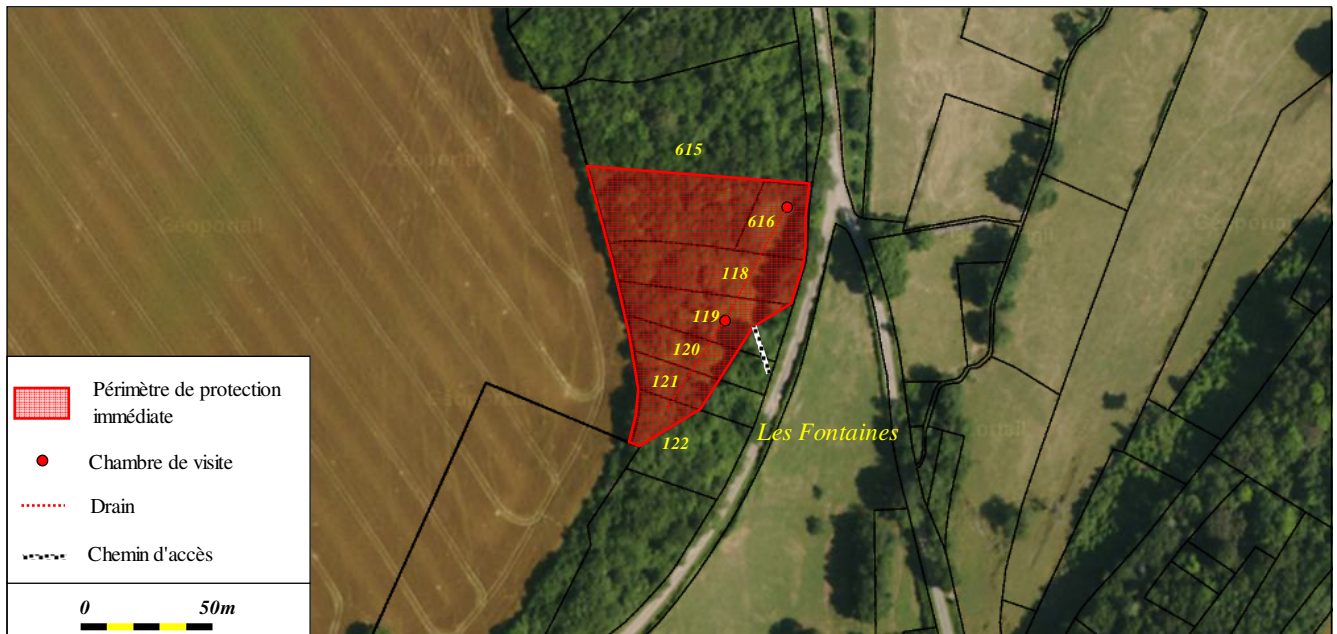 615
616
118
119
120
121
122
Les Fontaines
Périmètre de protection
immédiate
Chambre de visite
Drain
Chemin d'accès
0 50m